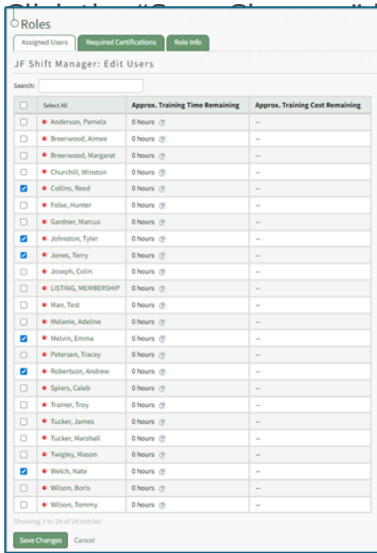 Roles
Assigned Users Required Certifications Role Info
JF Shift Manager: Edit Users
Search:
Select All Approx. Training Time Remaining Approx. Training Cost Remaining
Anderson, Pamela 0 hours --
Breerwood, Aimee 0 hours --
Breerwood, Margaret 0 hours --
Churchill, Winston 0 hours --
Collins, Reed 0 hours --
Folse, Hunter 0 hours --
Gardner, Marcus 0 hours --
Johnston, Tyler 0 hours --
Jones, Terry 0 hours --
Joseph, Colin 0 hours --
LISTING, MEMBERSHIP 0 hours --
Man, Test 0 hours --
Melanie, Adeline 0 hours --
Melvin, Emma 0 hours --
Petersen, Tracey 0 hours --
Robertson, Andrew 0 hours --
Spiers, Caleb 0 hours --
Trainer, Troy 0 hours --
Tucker, James 0 hours --
Tucker, Marshall 0 hours --
Twigley, Mason 0 hours --
Welch, Nate 0 hours --
Wilson, Boris 0 hours --
Wilson, Tommy 0 hours --
Showing 1 to 24 of 24 entries
Save Changes Cancel